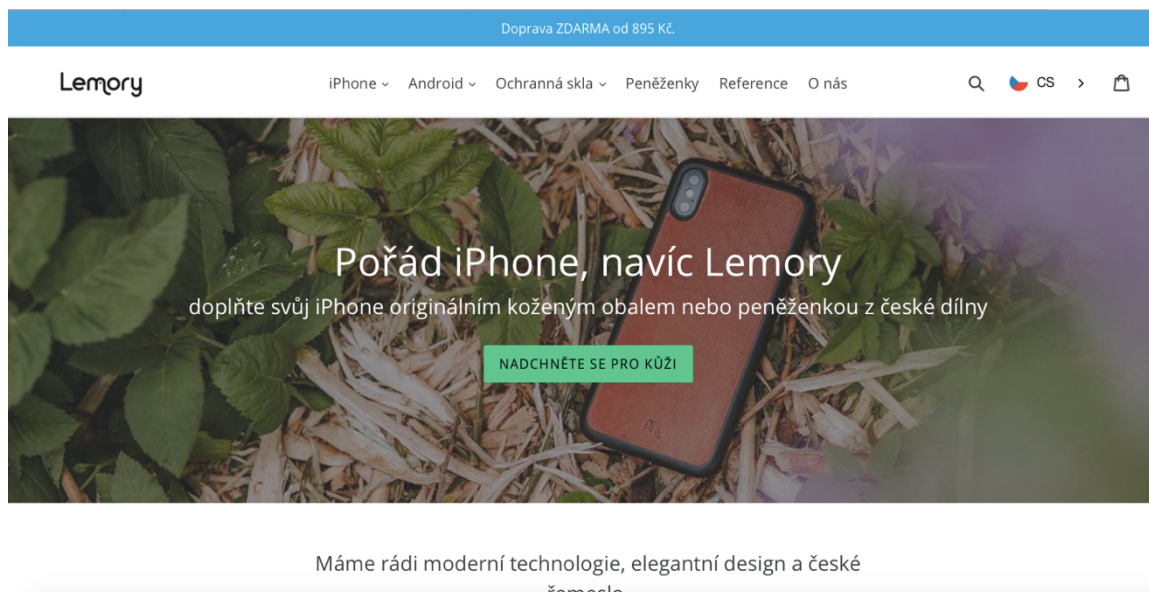 Doprava ZDARMA od 895 Kč.
Lemory
iPhone Android Ochranná skla Peněženky Reference O nás
CS
Pořád iPhone, navíc Lemory
doplňte svůj iPhone originálním koženým obalem nebo peněženkou z české dílny
NADCHNĚTE SE PRO KŮŽI
m
Máme rádi moderní technologie, elegantní design a české
řemeslo